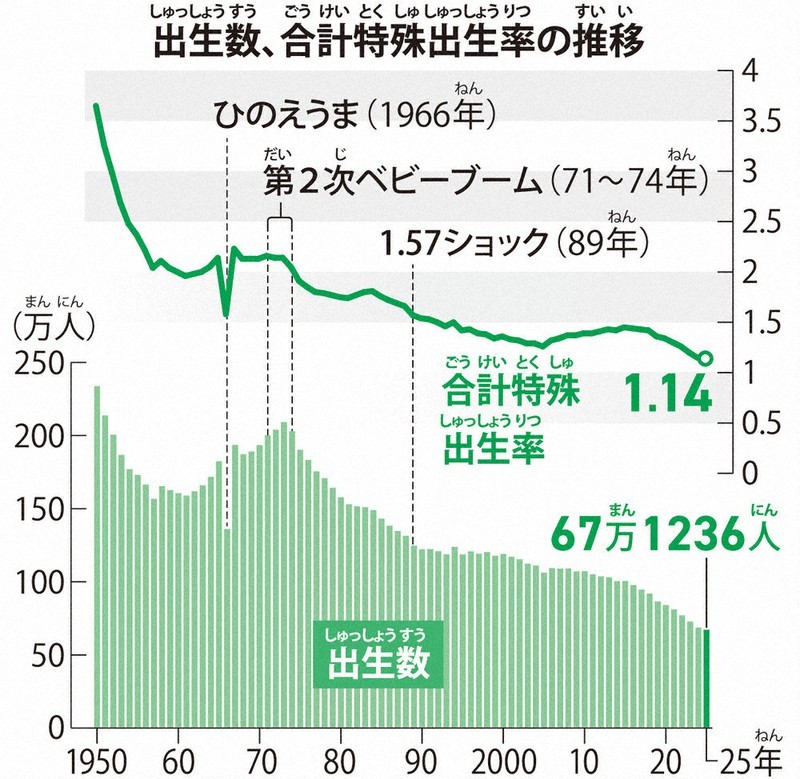 しゅっしょうすう ごうけいとくしゅしゅっしょうりつ すいい
出生数、合計特殊出生率の推移
ねん
ひのえうま（1966年）
だい じ ねん
第2次ベビーブーム（71〜74年）
ねん
1.57ショック（89年）
4
3.5
3
2.5
2
1.5
1
0.5
0
まんにん
（万人）
250
200
150
100
50
0
ごうけいとくしゅ
合計特殊
しゅっしょうりつ
出生率
1.14
まん にん
67万1236人
しゅっしょうすう
出生数
1950 60 70 80 90 2000 10 20
ねん
25年